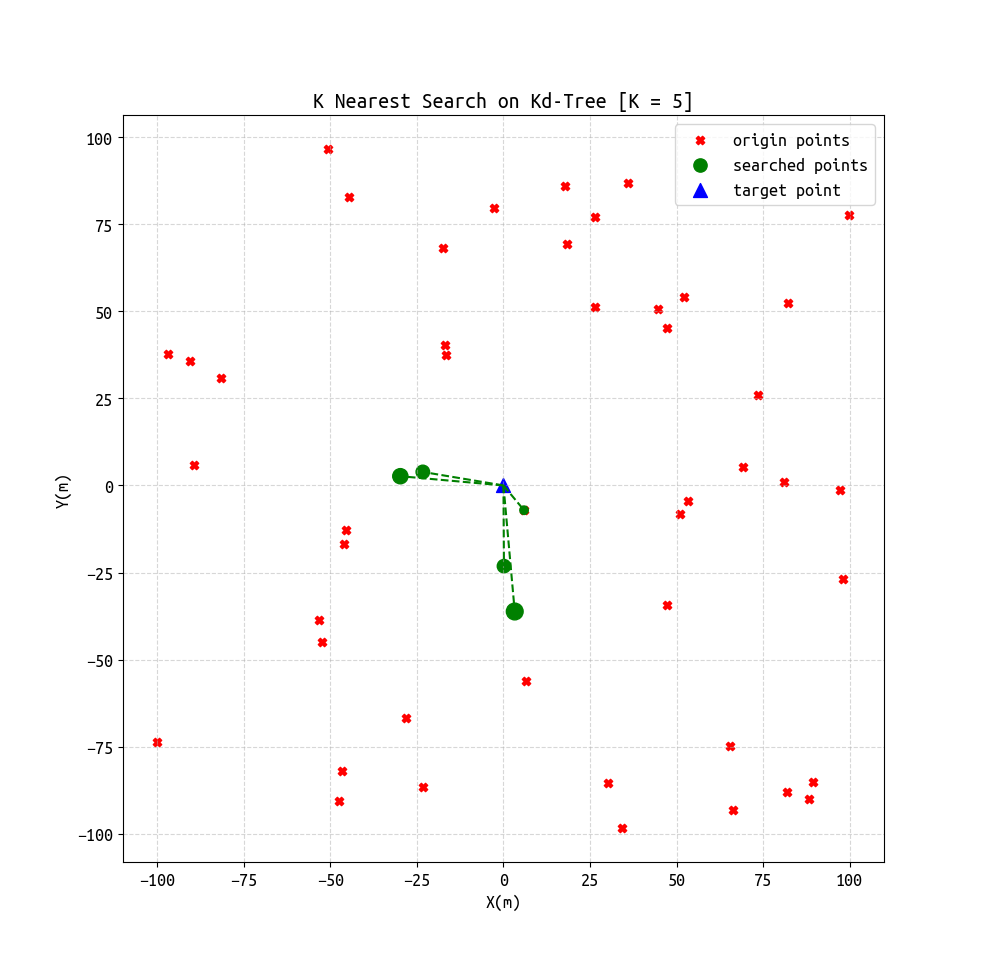 K Nearest Search on Kd-Tree [K = 5]
origin points
searched points
target point
100
75
50
25
0
−25
−50
−75
−100
Y(m)
−100 −75 −50 −25 0 25 50 75 100
X(m)